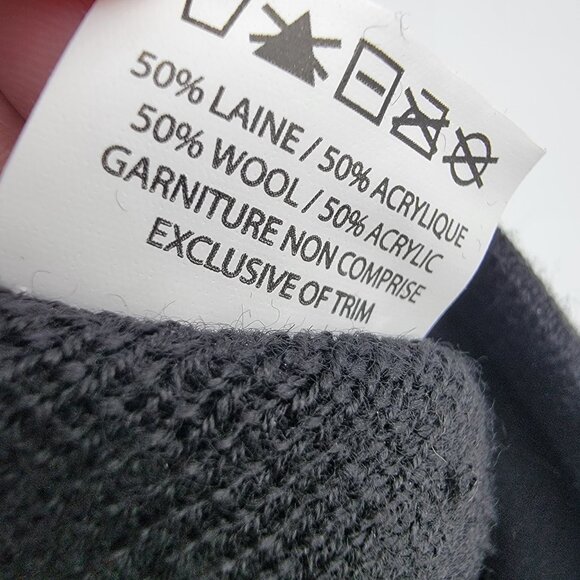 50% LAINE / 50% ACRYLIQUE
50% WOOL / 50% ACRYLIC
GARNITURE NON COMPRISE
EXCLUSIVE OF TRIM